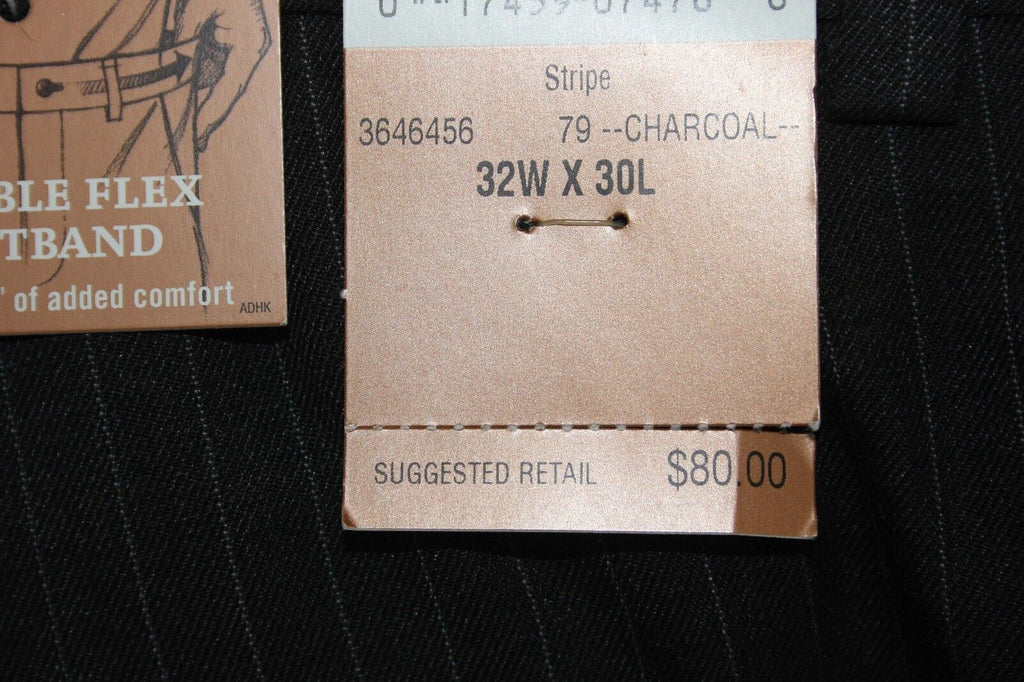 BLE FLEX
TBAND
of added comfort
ADHK
Stripe
3646456 79 --CHARCOAL--
32W X 30L
SUGGESTED RETAIL $80.00